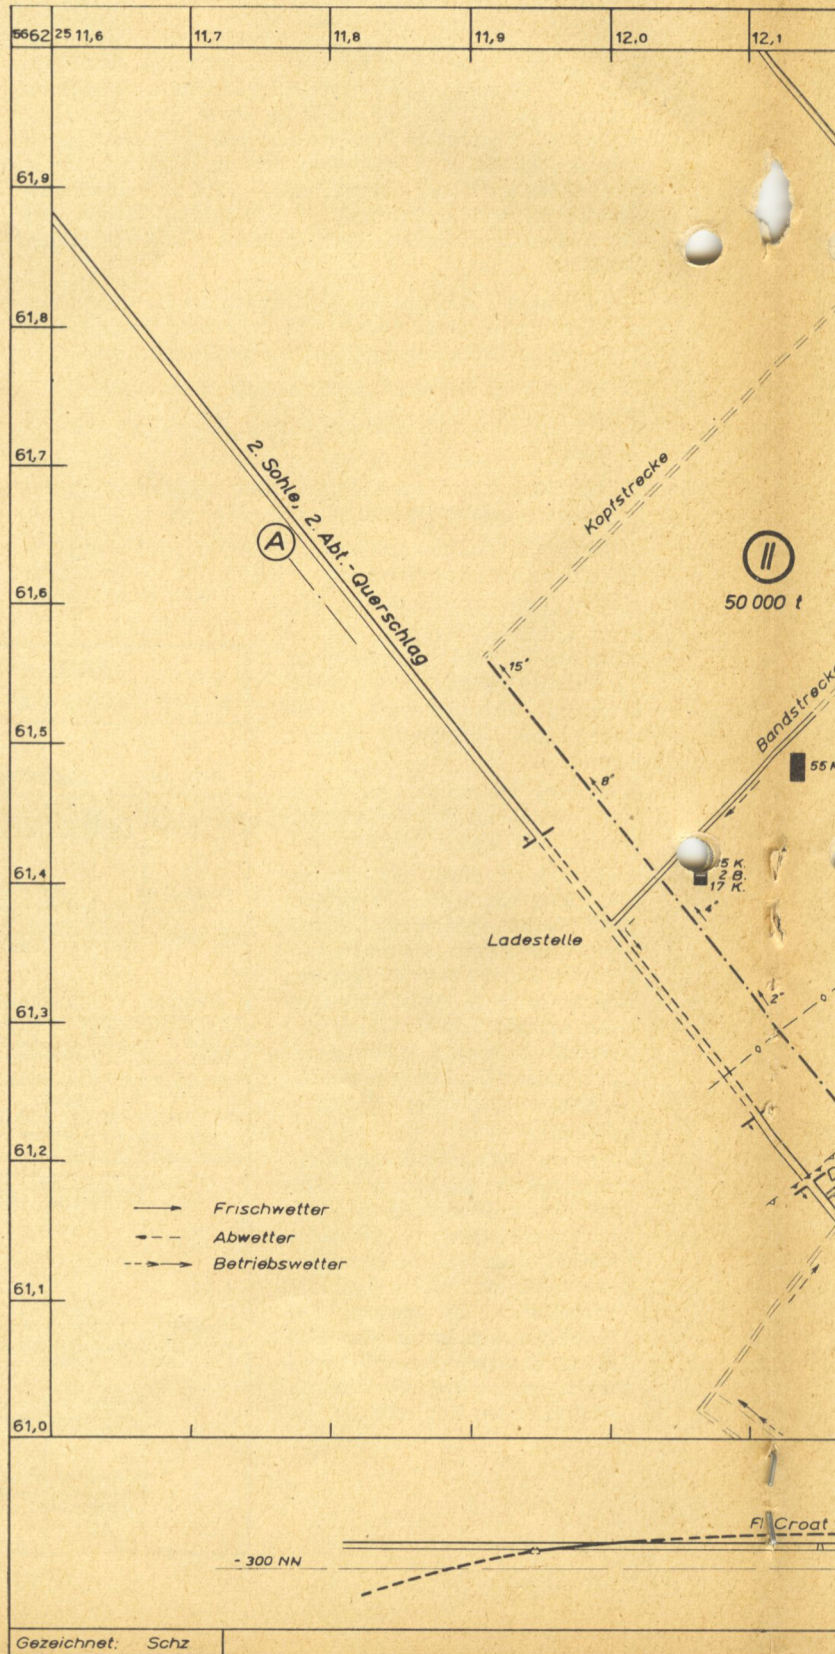 5662 25 11,6 11,7 11,8 11,9 12,0 12,1
61,9
61,8
61,7
61,6
61,5
61,4
61,3
61,2
61,1
61,0
2. Sohle, 2. Abt.-Querschlag
A
Kopfstrecke
II
50 000 t
15°
8°
Bandstrecke
55 K
2 B.
17 K.
4°
Ladestelle
2°
Frischwetter
Abwetter
Betriebswetter
Fl. Croat
- 300 NN
Gezeichnet: Schz